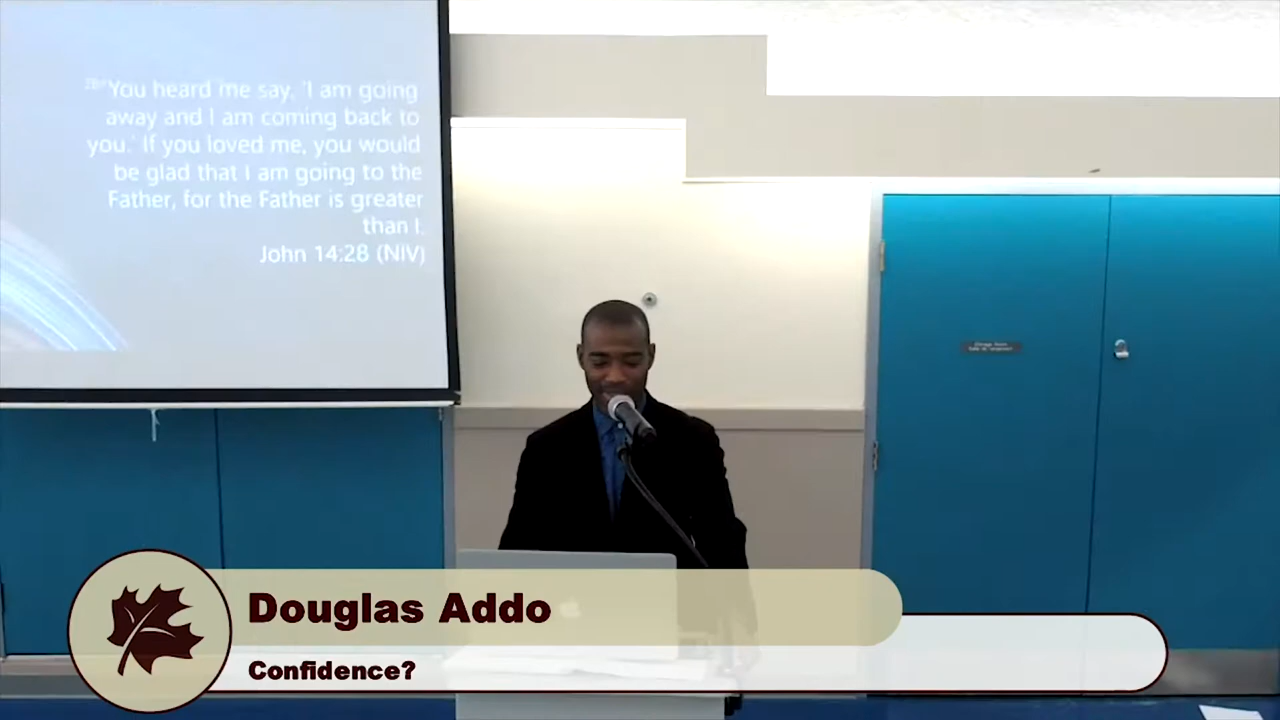 28“You heard me say, ‘I am going
away and I am coming back to
you.’ If you loved me, you would
be glad that I am going to the
Father, for the Father is greater
than I.
John 14:28 (NIV)
Douglas Addo
Confidence?